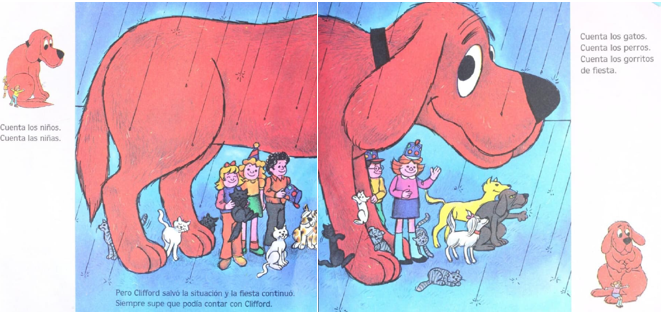 Cuenta los niños.
Cuenta las niñas.
Pero Clifford salvó la situación y la fiesta continuó.
Siempre supe que podía contar con Clifford.
Cuenta los gatos.
Cuenta los perros.
Cuenta los gorritos
de fiesta.